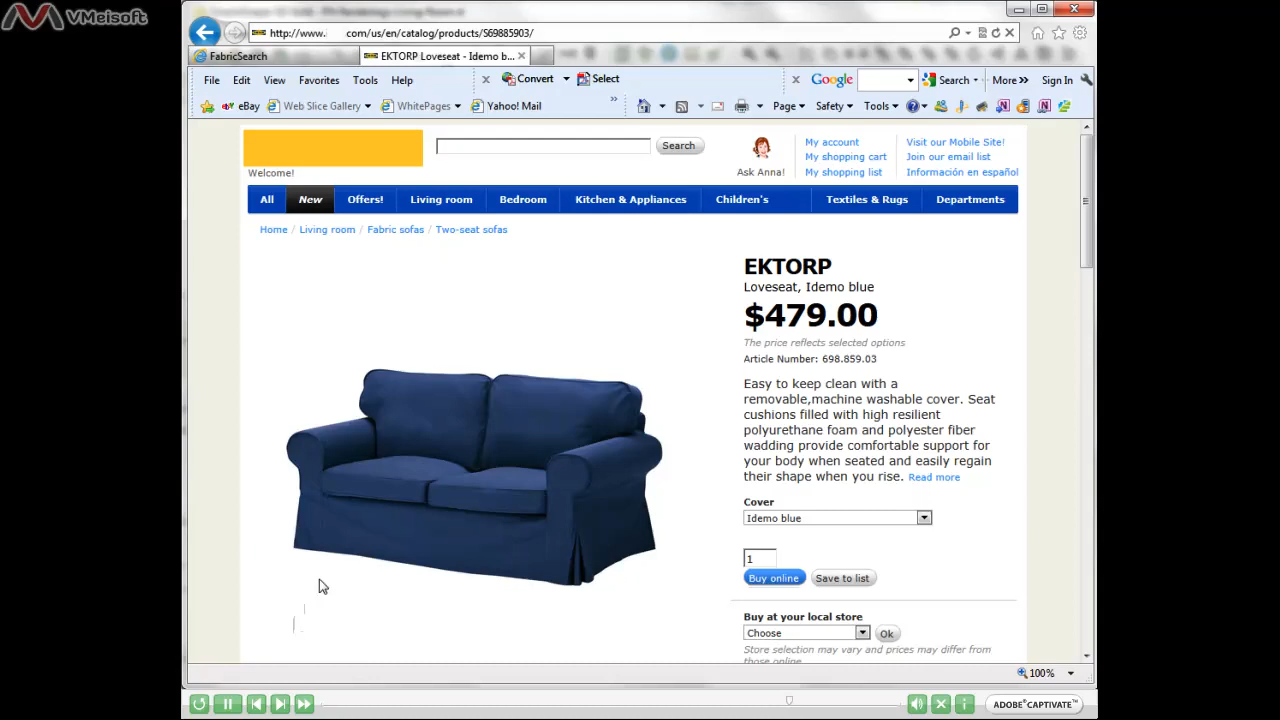 VMeisoft
http://www. com/us/en/catalog/products/S69885903/
FabricSearch
EKTORP Loveseat - Idemo b...
File Edit View Favorites Tools Help
Convert Select
Google Search More» Sign In
eBay Web Slice Gallery WhitePages Yahoo! Mail » Page Safety Tools
Welcome!
Search
Ask Anna!
My account
My shopping cart
My shopping list
Visit our Mobile Site!
Join our email list
Información en español
All New Offers! Living room Bedroom Kitchen & Appliances Children's Textiles & Rugs Departments
Home / Living room / Fabric sofas / Two-seat sofas
EKTORP
Loveseat, Idemo blue
$479.00
The price reflects selected options
Article Number: 698.859.03
Easy to keep clean with a
removable,machine washable cover. Seat
cushions filled with high resilient
polyurethane foam and polyester fiber
wadding provide comfortable support for
your body when seated and easily regain
their shape when you rise. Read more
Cover
Idemo blue
1
Buy online Save to list
Buy at your local store
Choose Ok
Store selection may vary and prices may differ from
those online
100%
ADOBE CAPTIVATE™